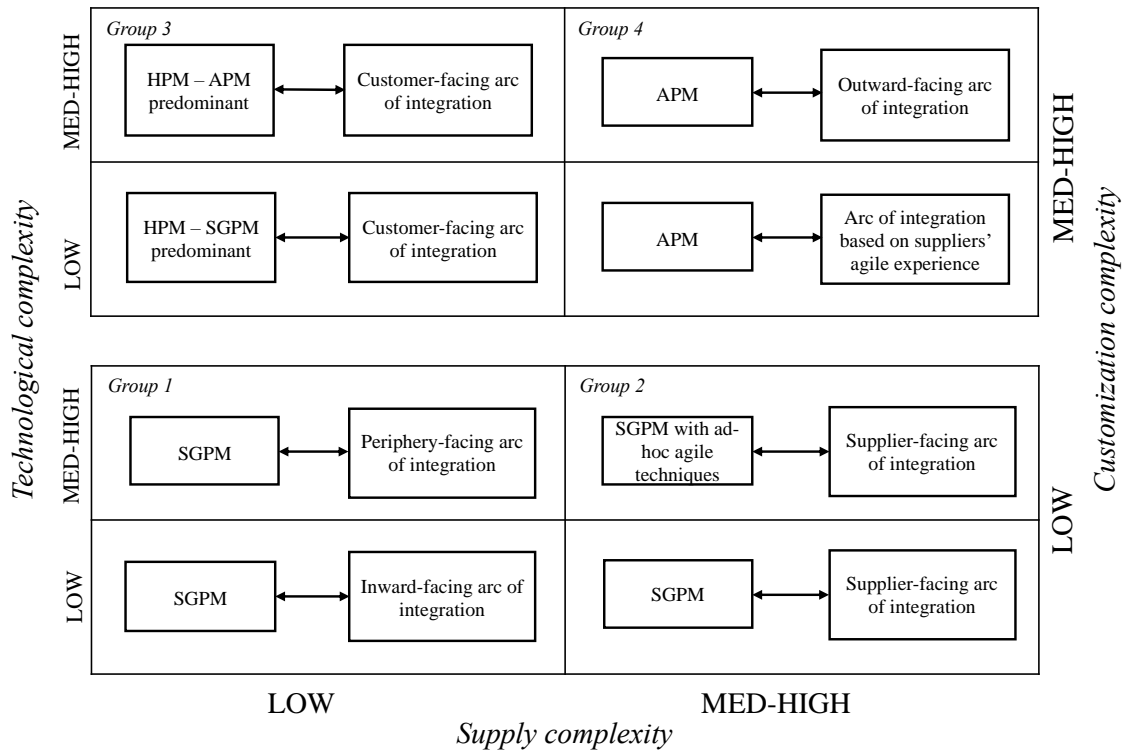 Group 3
Group 4
MED-HIGH
HPM – APM
predominant
Customer-facing arc
of integration
APM
Outward-facing arc
of integration
LOW
HPM – SGPM
predominant
Customer-facing arc
of integration
APM
Arc of integration
based on suppliers’
agile experience
MED-HIGH
Technological complexity
Customization complexity
Group 1
Group 2
MED-HIGH
SGPM
Periphery-facing arc
of integration
SGPM with ad-
hoc agile
techniques
Supplier-facing arc
of integration
LOW
SGPM
Inward-facing arc of
integration
SGPM
Supplier-facing arc
of integration
LOW
LOW
MED-HIGH
Supply complexity